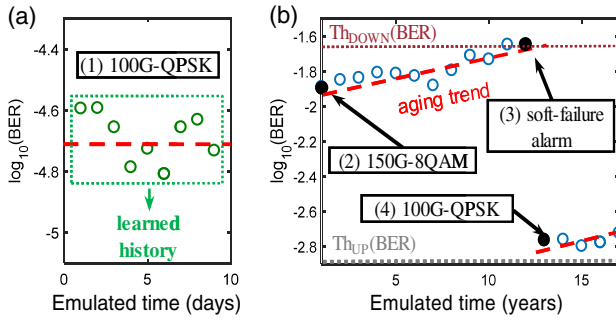 (a)
-4.3
(1) 100G-QPSK
log10(BER)
-4.6
-4.8
learned
history
-5
0
5
10
Emulated time (days)
(b)
-1.6
ThDOWN(BER)
-1.8
aging trend
-2
(3) soft-failure
alarm
(2) 150G-8QAM
log10(BER)
-2.2
-2.4
(4) 100G-QPSK
-2.6
-2.8
ThUP(BER)
5
10
15
Emulated time (years)